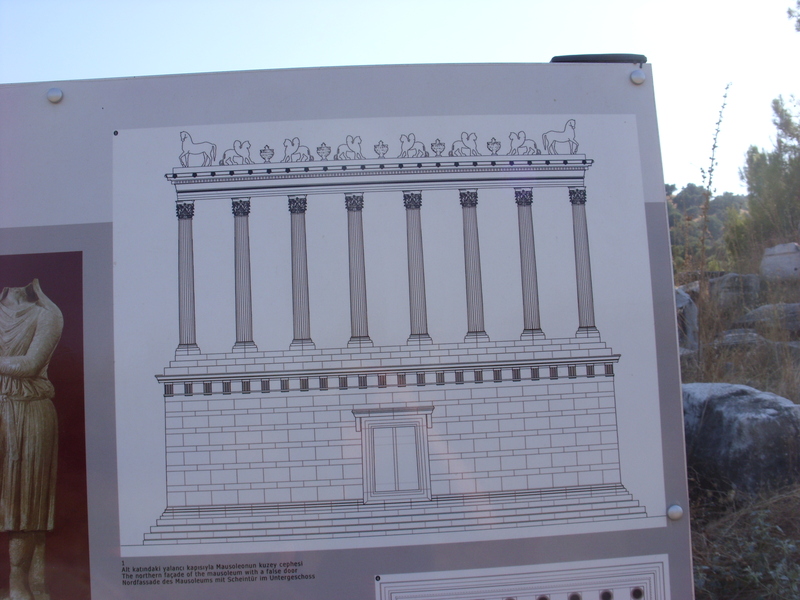 1
Alt katındaki yalancı kapısıyla Mausoleonun kuzey cephesi
The northern façade of the mausoleum with a false door
Nordfassade des Mausoleums mit Scheintür im Untergeschoss